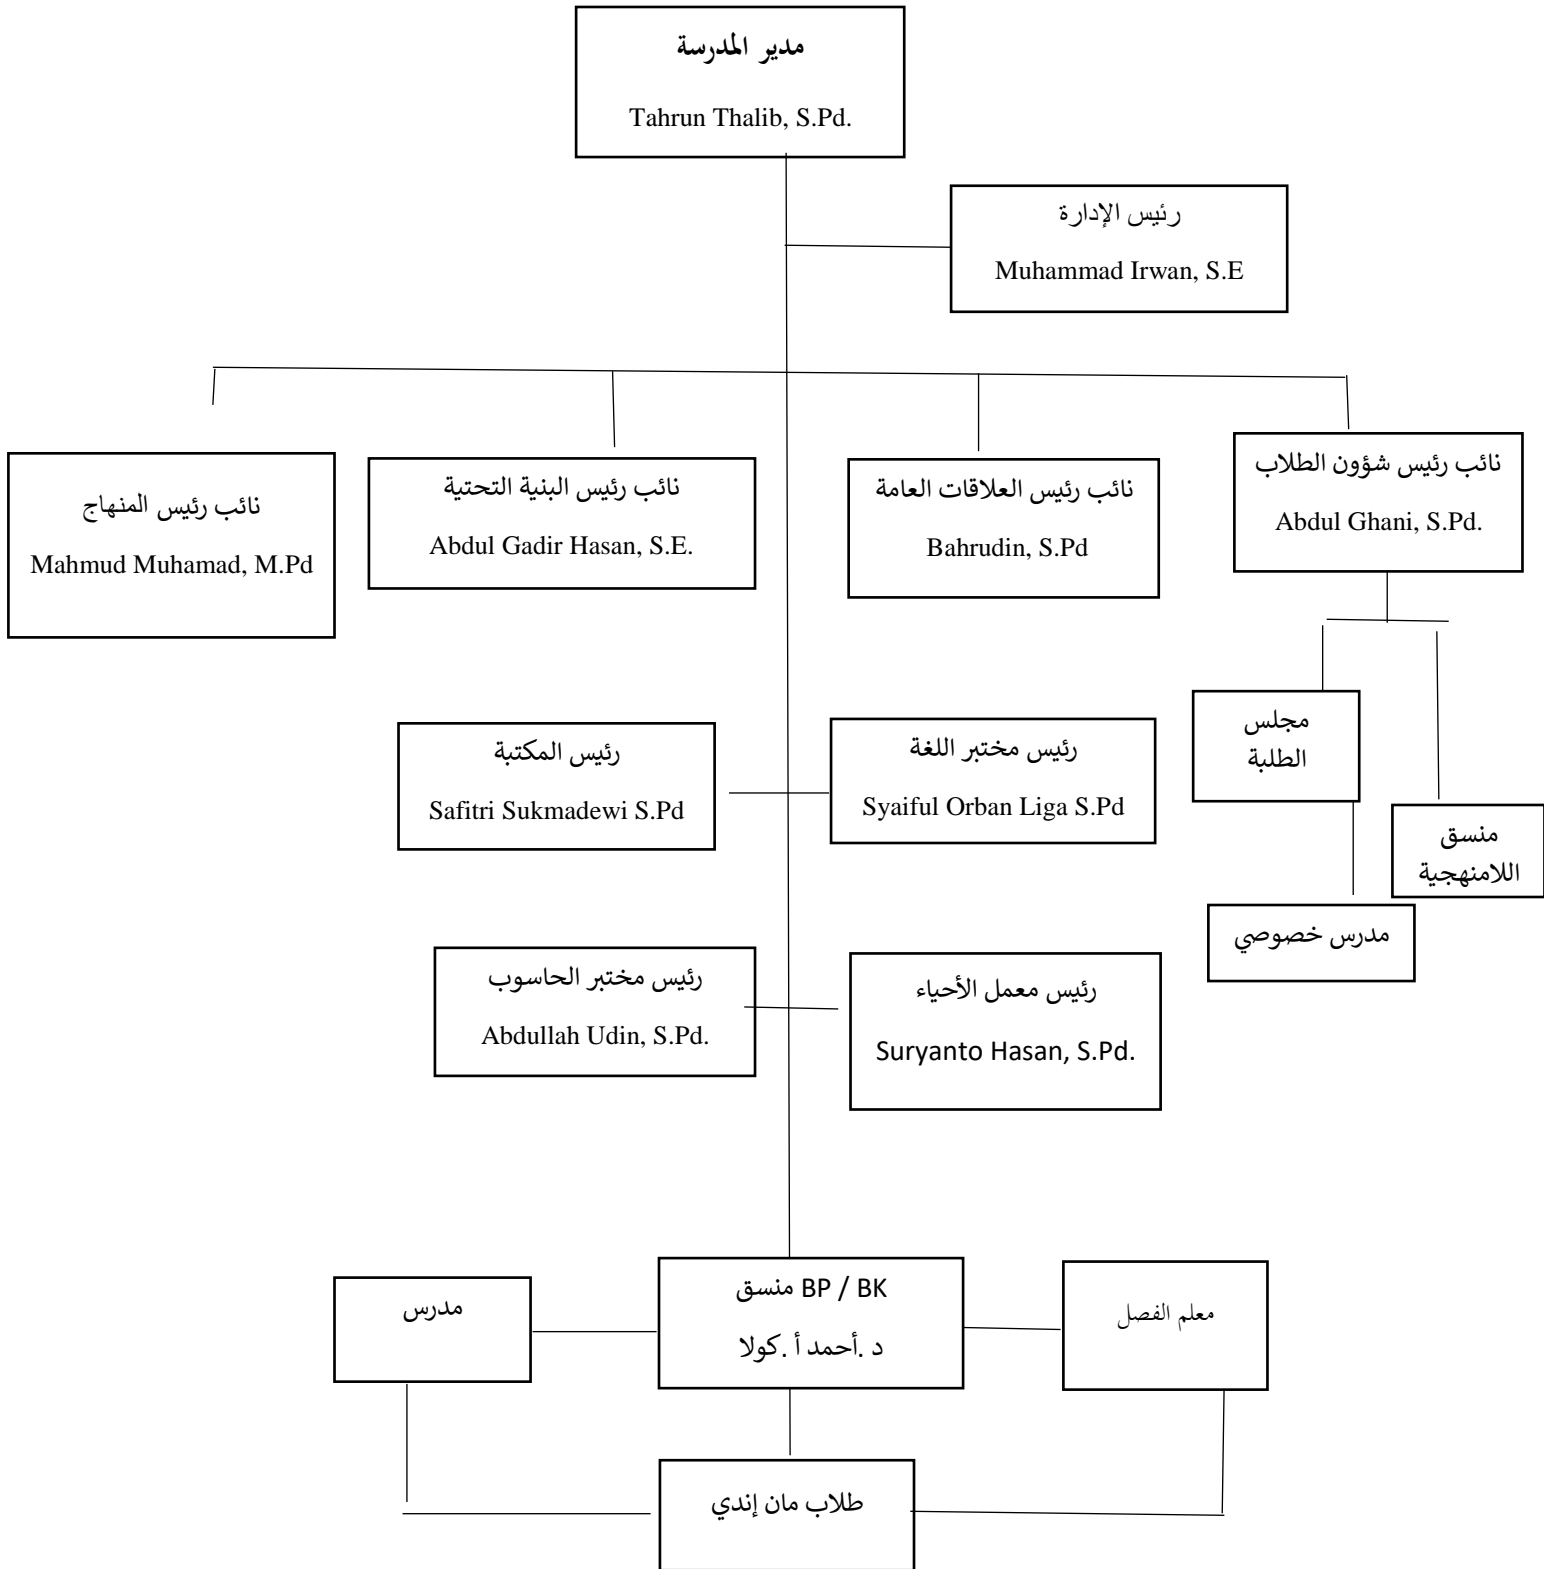 مدير المدرسة
Tahrun Thalib, S.Pd.
رئيس الإدارة
Muhammad Irwan, S.E
نائب رئيس شؤون الطلاب
Abdul Ghani, S.Pd.
نائب رئيس العلاقات العامة
Bahrudin, S.Pd
نائب رئيس البنية التحتية
Abdul Gadir Hasan, S.E.
نائب رئيس المنهاج
Mahmud Muhamad, M.Pd
مجلس
الطلبة
منسق
اللامنهجية
مدرس خصوصي
رئيس مختبر اللغة
Syaiful Orban Liga S.Pd
رئيس المكتبة
Safitri Sukmadewi S.Pd
رئيس معمل الأحياء
Suryanto Hasan, S.Pd.
رئيس مختبر الحاسوب
Abdullah Udin, S.Pd.
معلم الفصل
منسق BP / BK
د .أحمد أ .كولا
مدرس
طلاب مان إندي